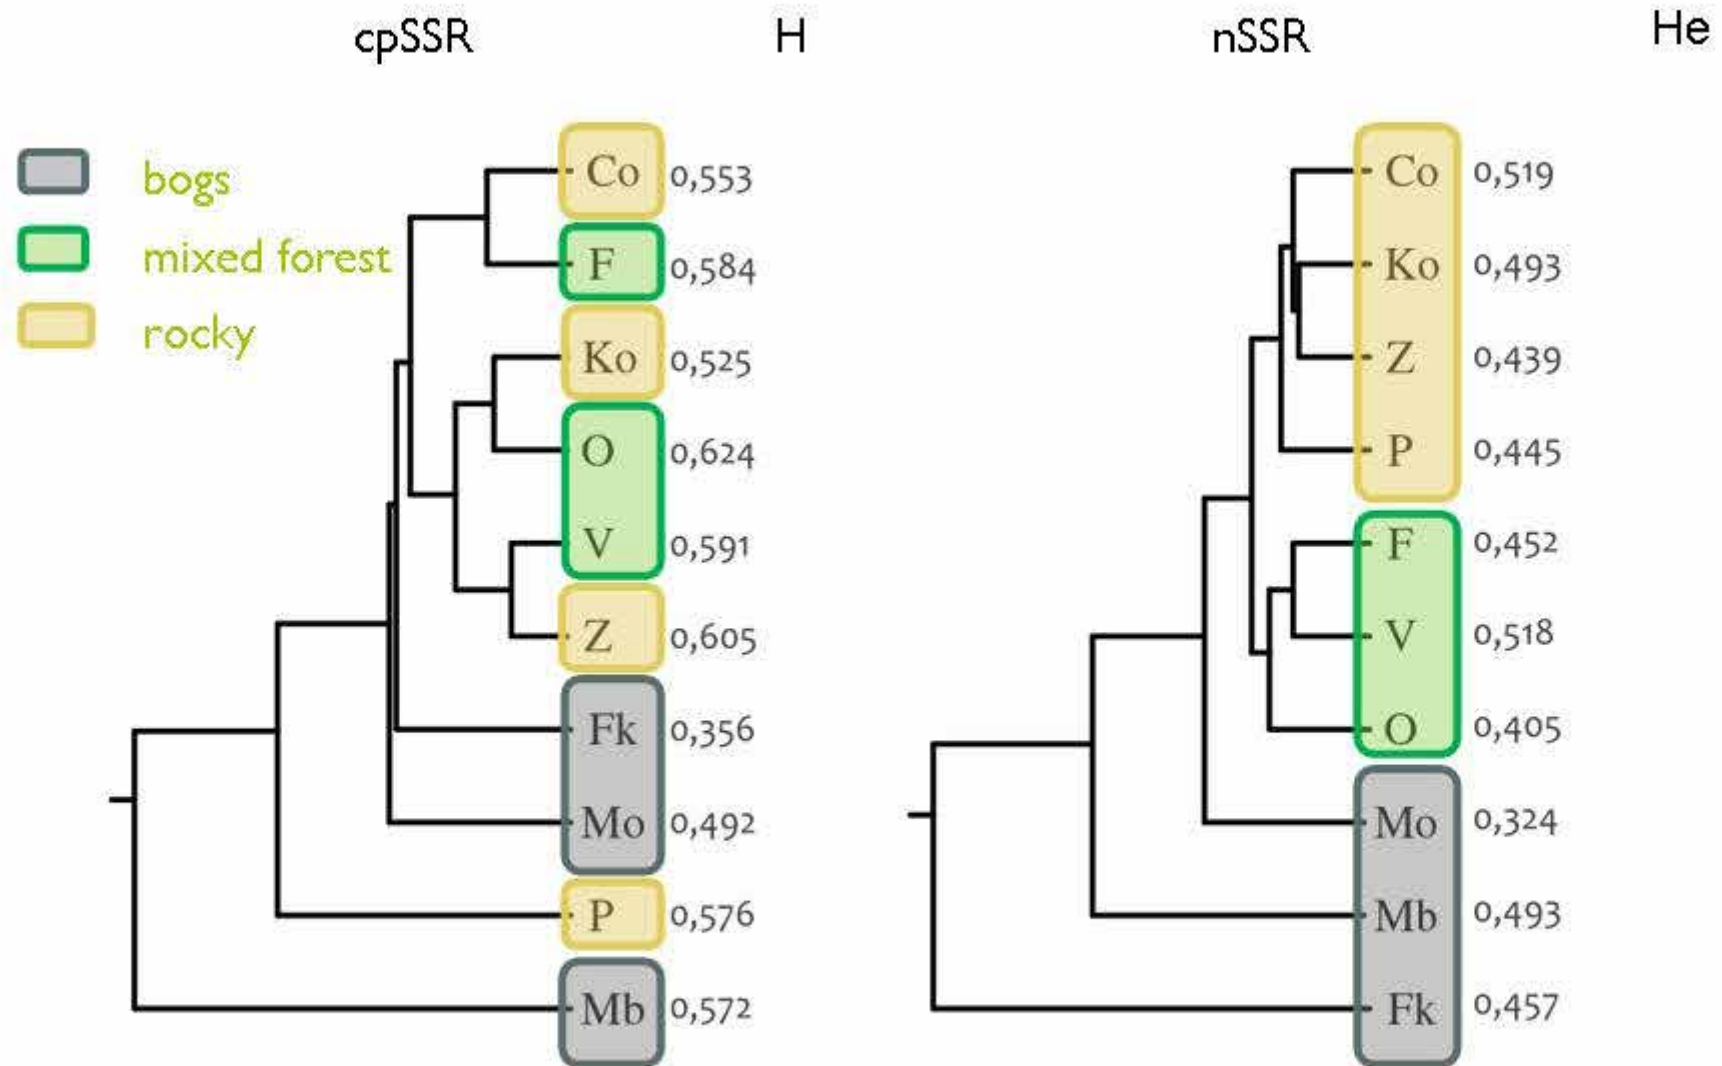 cpSSR H nSSR He
bogs
mixed forest
rocky
Co 0,553
F 0,584
Ko 0,525
O 0,624
V 0,591
Z 0,605
Fk 0,356
Mo 0,492
P 0,576
Mb 0,572
Co 0,519
Ko 0,493
Z 0,439
P 0,445
F 0,452
V 0,518
O 0,405
Mo 0,324
Mb 0,493
Fk 0,457